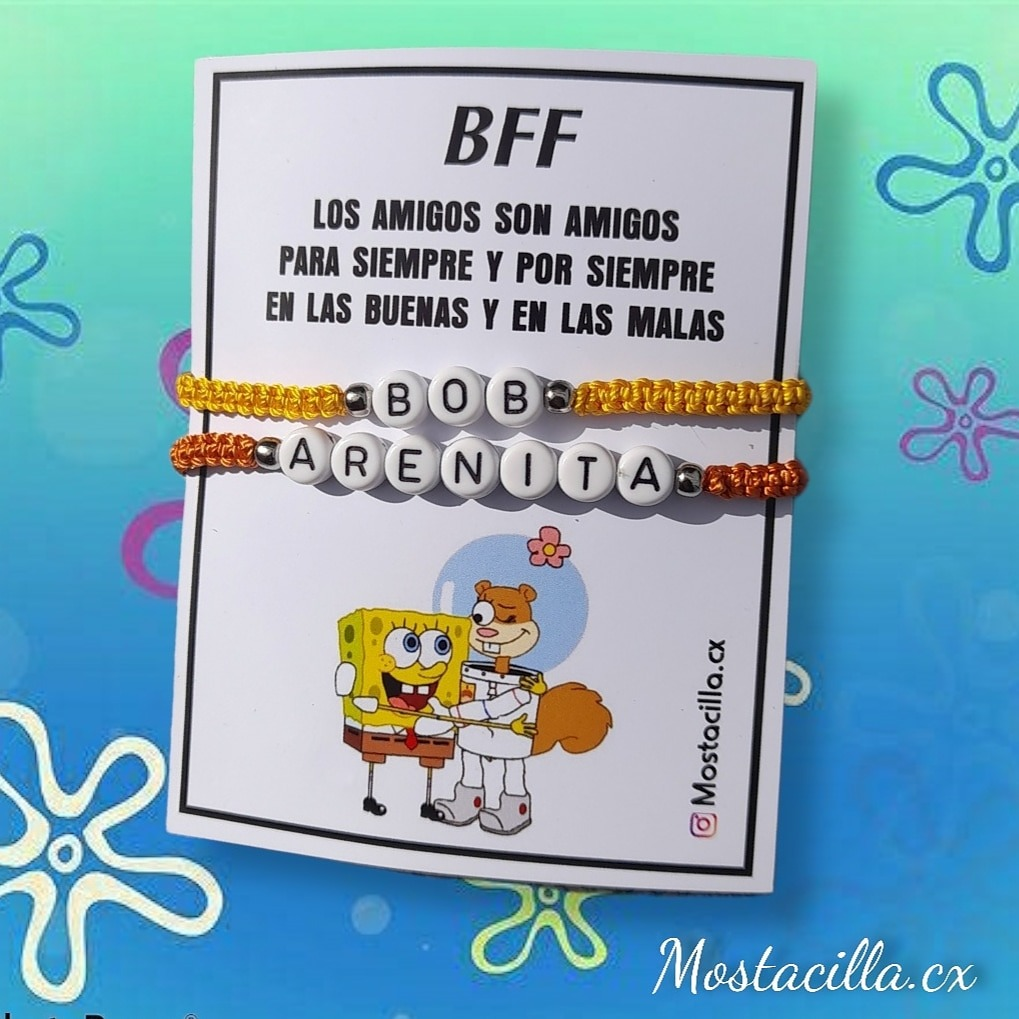 BFF
LOS AMIGOS SON AMIGOS
PARA SIEMPRE Y POR SIEMPRE
EN LAS BUENAS Y EN LAS MALAS
BOB
ARENITA
Mostacilla.cx
Mostacilla.cx